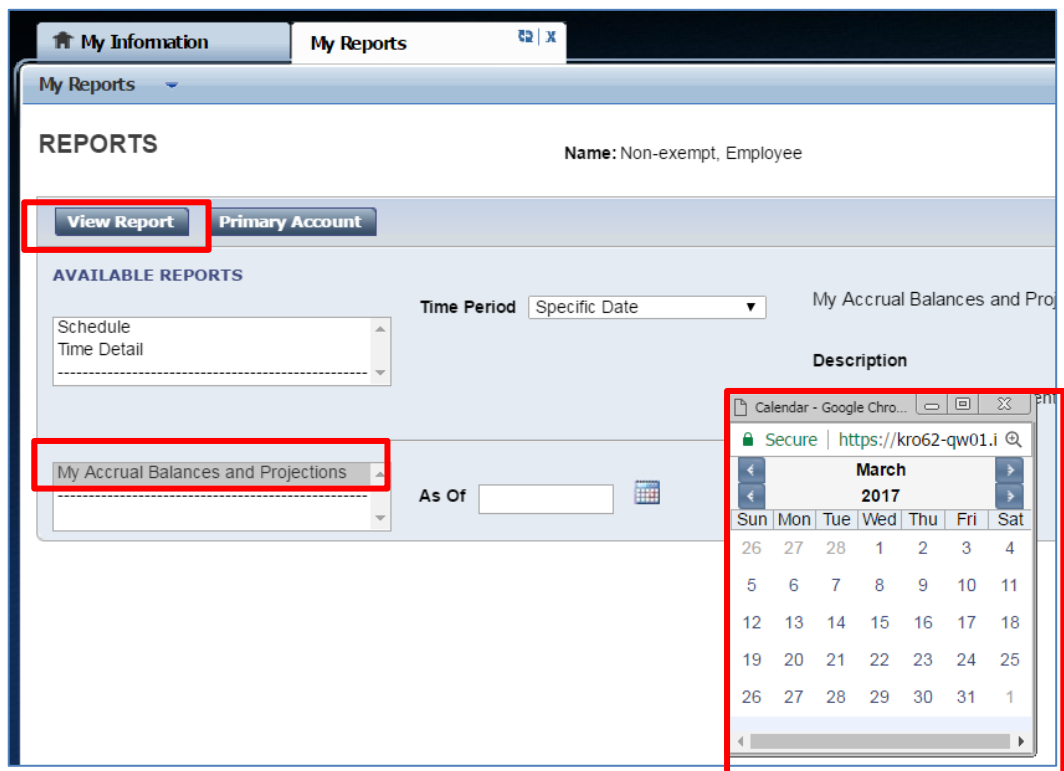 My Information
My Reports
My Reports
REPORTS
Name: Non-exempt, Employee
View Report
Primary Account
AVAILABLE REPORTS
Schedule
Time Detail
Time Period
Specific Date
My Accrual Balances and Proj
Description
My Accrual Balances and Projections
As Of
Calendar - Google Chro...
Secure | https://kro62-qw01.i
March
2017
Sun Mon Tue Wed Thu Fri Sat
26 27 28 1 2 3 4
5 6 7 8 9 10 11
12 13 14 15 16 17 18
19 20 21 22 23 24 25
26 27 28 29 30 31 1